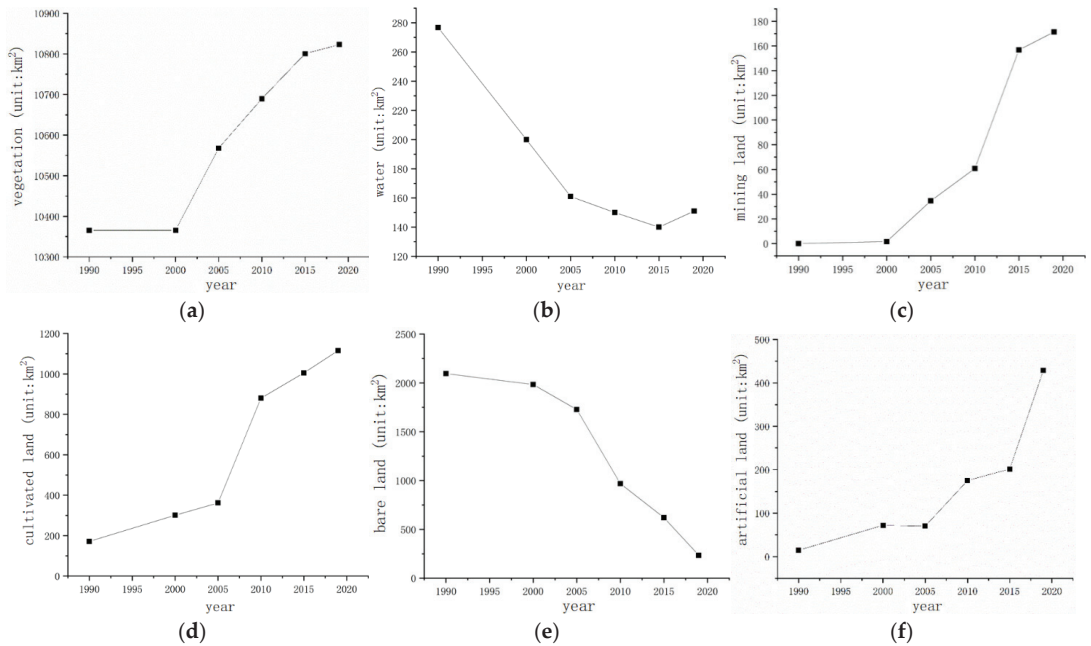 vegetation (unit:km²)
10900
10800
10700
10600
10500
10400
10300
1990 1995 2000 2005 2010 2015 2020
year
(a)
water (unit:km²)
280
260
240
220
200
180
160
140
120
1990 1995 2000 2005 2010 2015 2020
year
(b)
mining land (unit:km²)
180
160
140
120
100
80
60
40
20
0
1990 1995 2000 2005 2010 2015 2020
year
(c)
cultivated land (unit:km²)
1200
1000
800
600
400
200
0
1990 1995 2000 2005 2010 2015 2020
year
(d)
bare land (unit:km²)
2500
2000
1500
1000
500
0
1990 1995 2000 2005 2010 2015 2020
year
(e)
artificial land (unit:km²)
500
400
300
200
100
0
1990 1995 2000 2005 2010 2015 2020
year
(f)